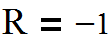 R = −1